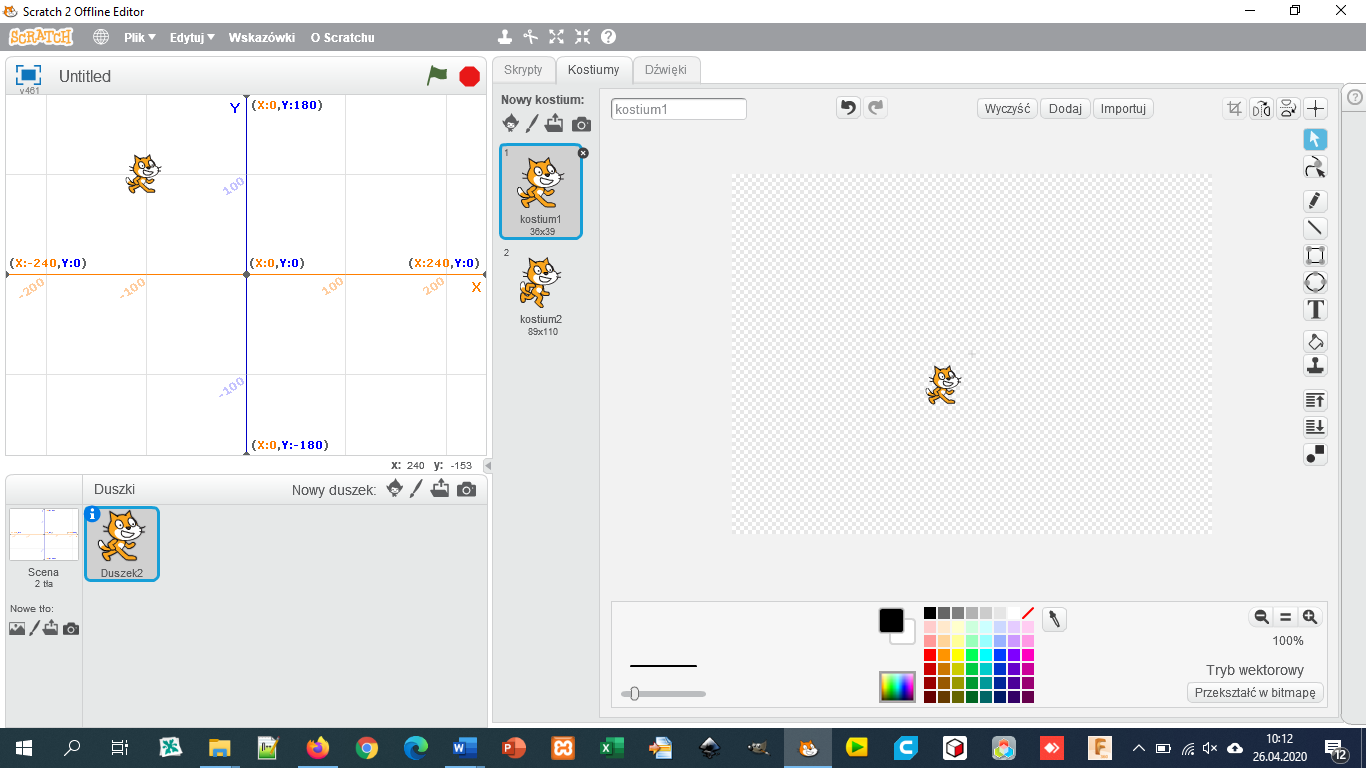 Scratch 2 Offline Editor
SCRATCH Plik Edytuj Wskazówki O Scratchu
v461
Untitled
Y (X:0,Y:180)
100
(X:-240,Y:0) (X:0,Y:0) (X:240,Y:0)
-200 -100 100 200 X
-100
(X:0,Y:-180)
x: 240 y: -153
Duszki Nowy duszek:
Scena
2 tła
Nowe tło:
Duszek2
Skrypty Kostiumy Dźwięki
Nowy kostium:
1
kostium1
36x39
2
kostium2
89x110
kostium1
Wyczyść Dodaj Importuj
T
100%
Tryb wektorowy
Przekształć w bitmapę
10:12
26.04.2020
12